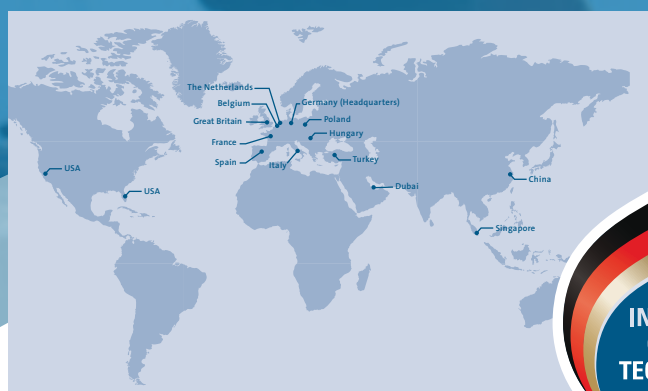 The Netherlands
Belgium
Germany (Headquarters)
Great Britain
Poland
Hungary
France
Spain
Italy
Turkey
USA
USA
Dubai
China
Singapore